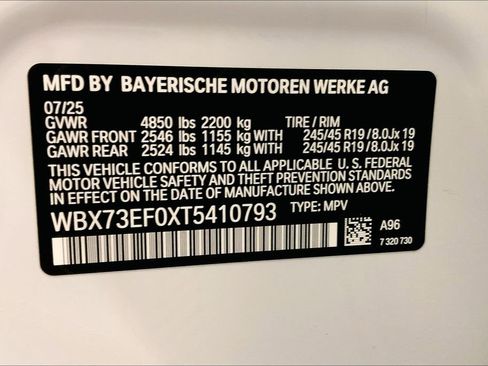 MFD BY BAYERISCHE MOTOREN WERKE AG
07/25
GVWR 4850 lbs 2200 kg TIRE / RIM
GAWR FRONT 2546 lbs 1155 kg WITH 245/45 R19 / 8.0Jx 19
GAWR REAR 2524 lbs 1145 kg WITH 245/45 R19 / 8.0Jx 19
THIS VEHICLE CONFORMS TO ALL APPLICABLE U.S. FEDERAL
MOTOR VEHICLE SAFETY AND THEFT PREVENTION STANDARDS
IN EFFECT ON THE DATE OF MANUFACTURE SHOWN ABOVE.
WBX73EF0XT5410793 TYPE: MPV
A96
7 320 730